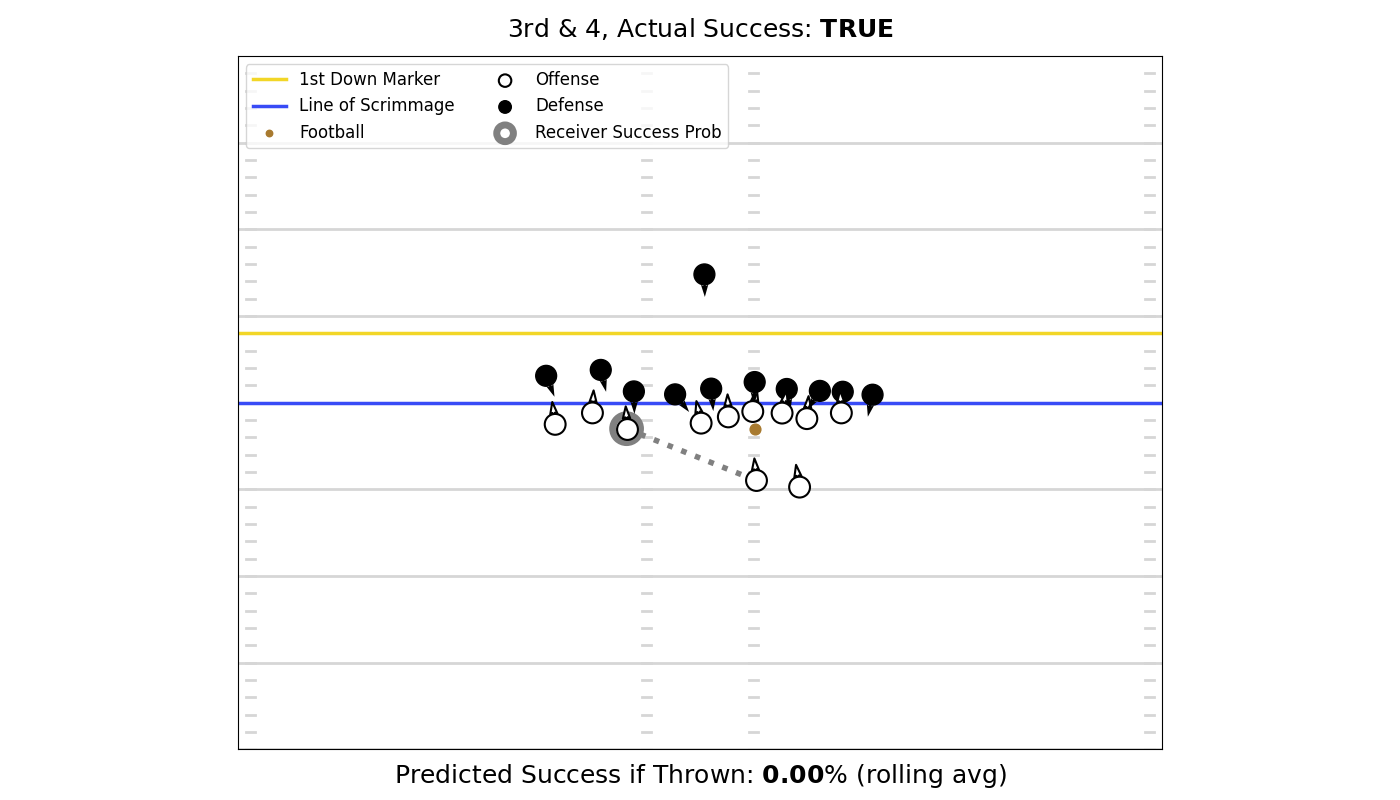 3rd & 4, Actual Success: TRUE
1st Down Marker
Line of Scrimmage
Football
Offense
Defense
Receiver Success Prob
Predicted Success if Thrown: 0.00% (rolling avg)